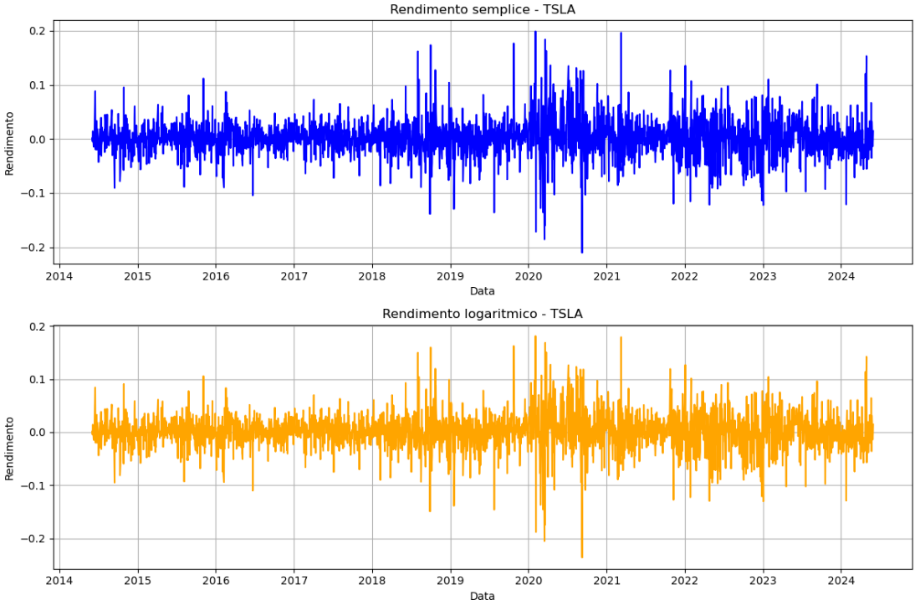 Rendimento semplice - TSLA
0.2
0.1
0.0
−0.1
−0.2
Rendimento
2014 2015 2016 2017 2018 2019 2020 2021 2022 2023 2024
Data
Rendimento logaritmico - TSLA
0.2
0.1
0.0
−0.1
−0.2
Rendimento
2014 2015 2016 2017 2018 2019 2020 2021 2022 2023 2024
Data